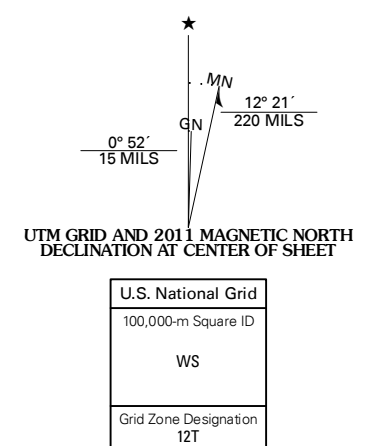 ★
MN
GN
12° 21´
220 MILS
0° 52´
15 MILS
UTM GRID AND 2011 MAGNETIC NORTH
DECLINATION AT CENTER OF SHEET
U.S. National Grid
100,000-m Square ID
WS
Grid Zone Designation
12T